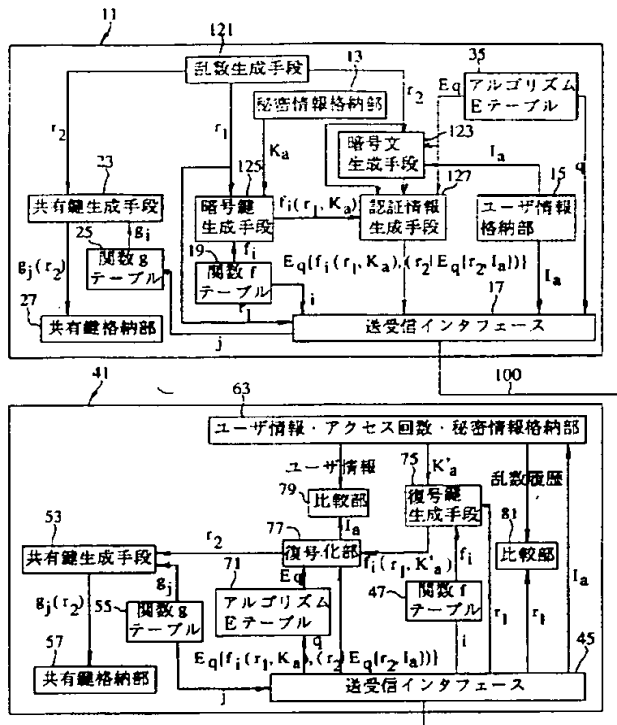 11
121
乱数生成手段
13
秘密情報格納部
35
アルゴリズム
Eテーブル
Eq
r2
r2
r1
Ka
暗号文
生成手段
123
Ia
q
23
共有鍵生成手段
125
暗号鍵
生成手段
fi(r1,Ka)
127
認証情報
生成手段
15
ユーザ情報
格納部
gj(r2)
25
gi
関数g
テーブル
19
fi
関数f
テーブル
Eq{fi(r1,Ka),(r2|Eq{r2,Ia})}
Ia
27
共有鍵格納部
r1
i
17
送受信インタフェース
j
100
41
63
ユーザ情報・アクセス回数・秘密情報格納部
ユーザ情報
K'a
乱数履歴
79
比較部
75
復号鍵
生成手段
81
比較部
Ia
53
共有鍵生成手段
r2
77
復号化部
Ia
fi(r1,K'a)
fi
Eq
gj
gj(r2)
55
関数g
テーブル
71
アルゴリズム
Eテーブル
47
関数f
テーブル
r1
r1
57
共有鍵格納部
Eq{fi(r1,Ka),(r2|Eq{r2,Ia})}
q
i
45
送受信インタフェース
j